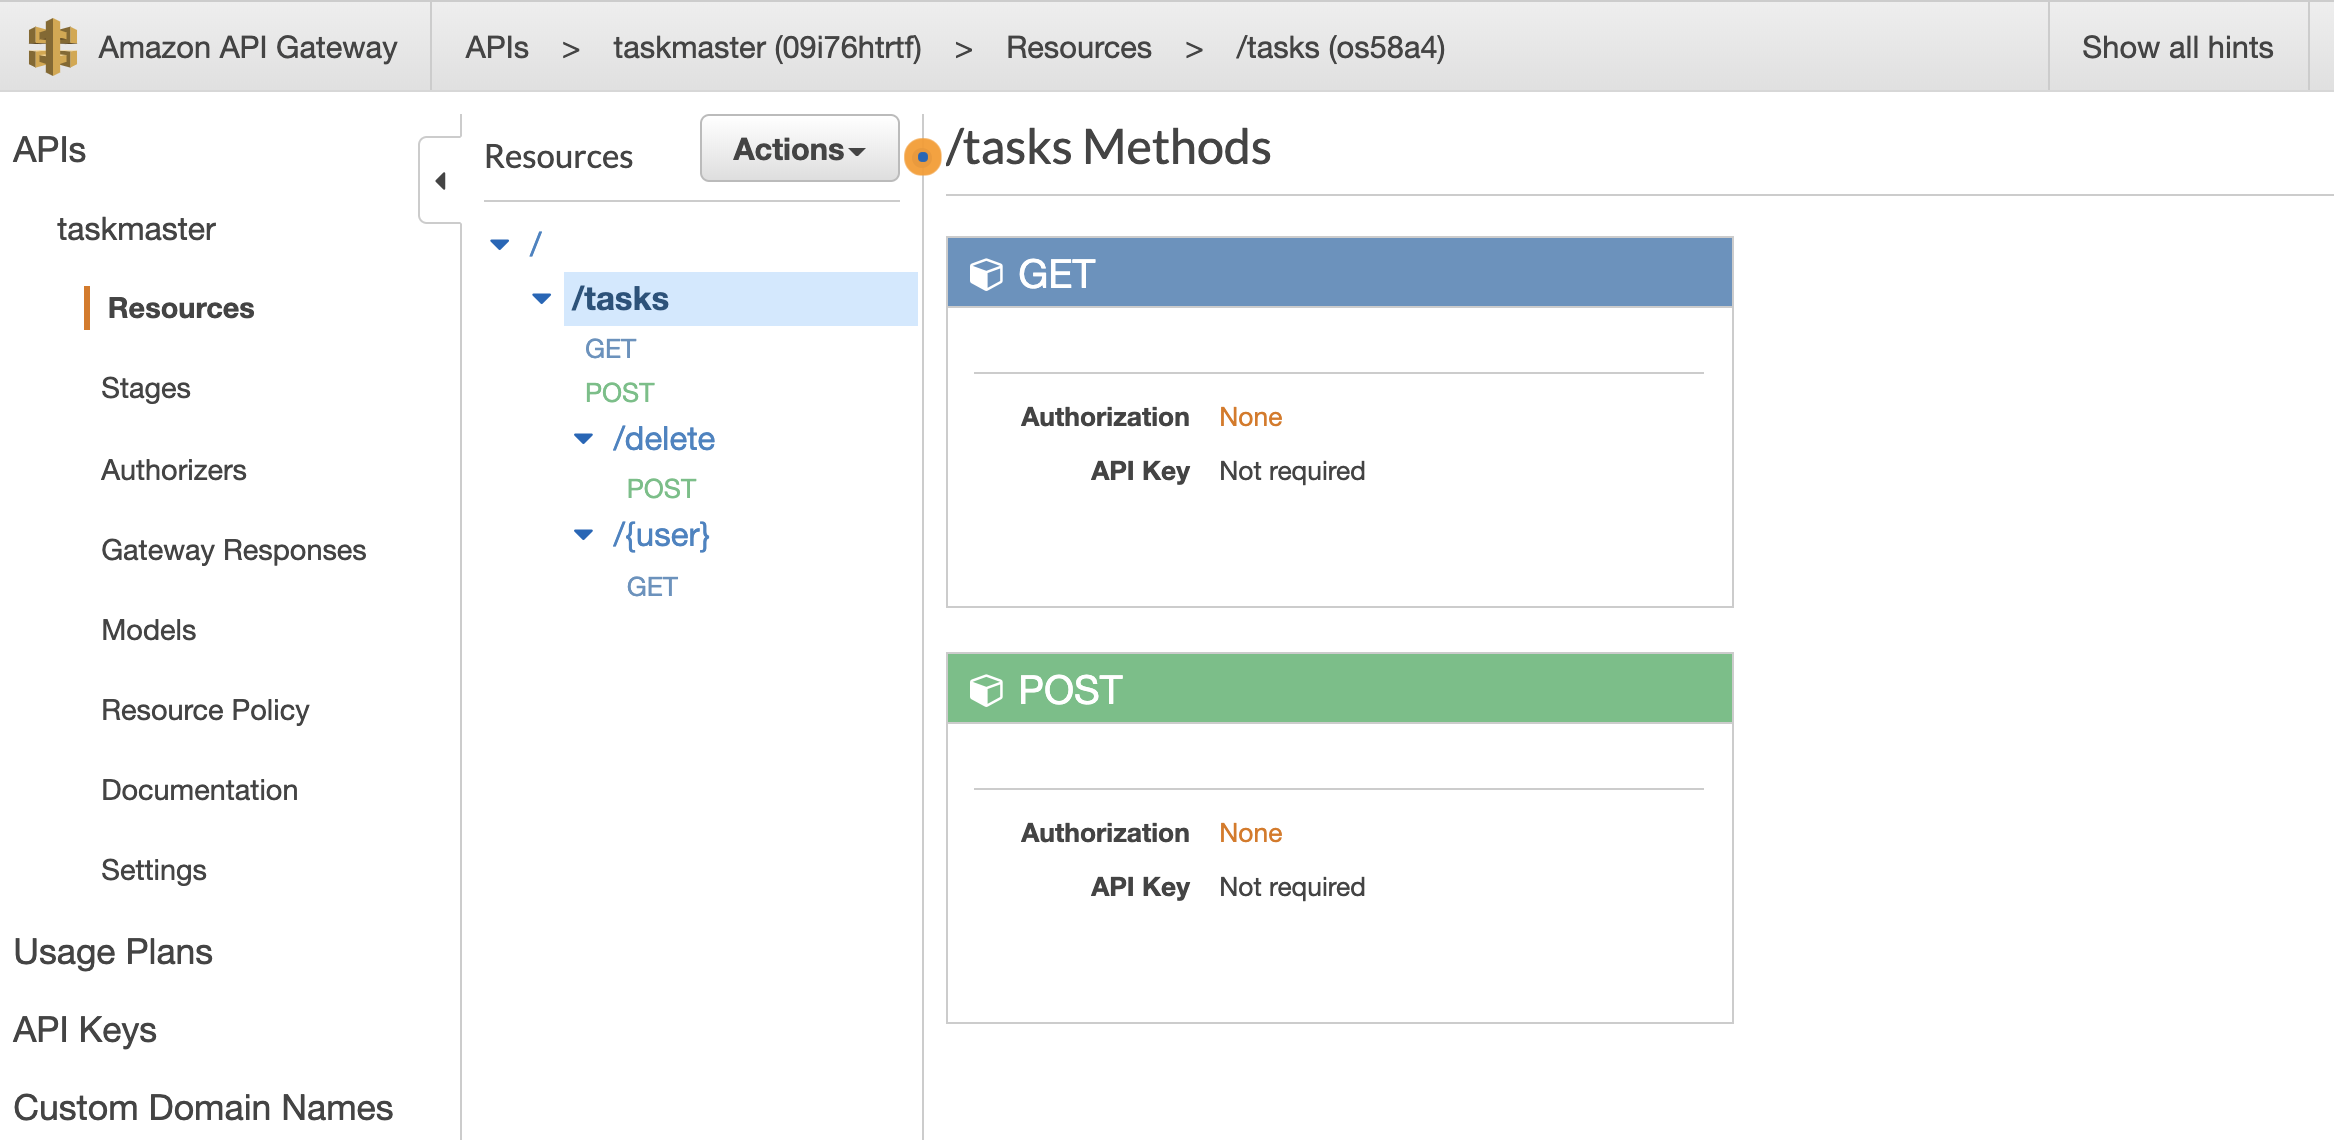 Amazon API Gateway
APIs > taskmaster (09i76htrtf) > Resources > /tasks (os58a4)
Show all hints
APIs
taskmaster
Resources
Stages
Authorizers
Gateway Responses
Models
Resource Policy
Documentation
Settings
Usage Plans
API Keys
Custom Domain Names
Resources
Actions
/
/tasks
GET
POST
/delete
POST
/{user}
GET
/tasks Methods
GET
Authorization None
API Key Not required
POST
Authorization None
API Key Not required